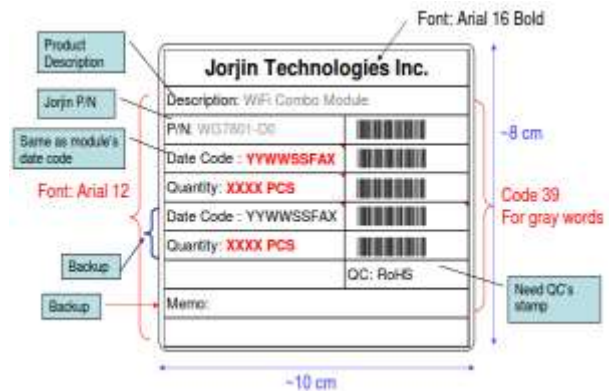 Font: Arial 16 Bold
Product
Description
Jorjin Technologies Inc.
Description: WiFi Combo Module
Jorjin P/N
P/N: WG7801-D0
~8 cm
Same as module's
date code
Date Code : YYWWSSFAX
Font: Arial 12
Quantity: XXXX PCS
Code 39
For gray words
Date Code : YYWWSSFAX
Quantity: XXXX PCS
Backup
QC: RoHS
Need QC's
stamp
Backup
Memo:
~10 cm